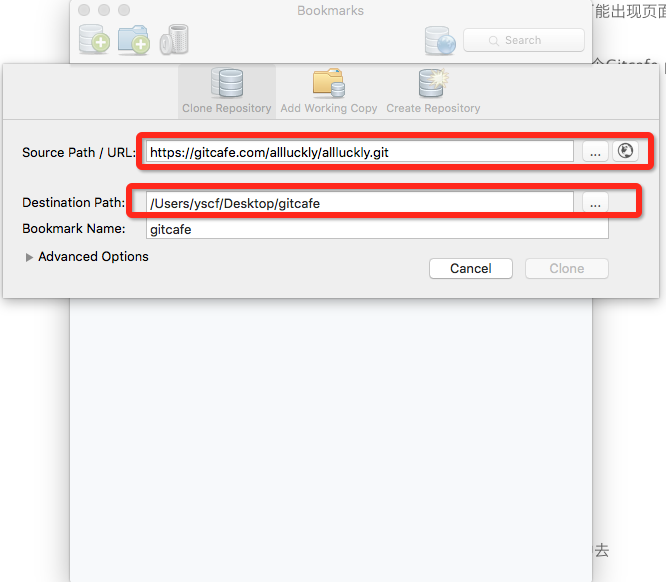 Bookmarks
能出现页面
Search
个Gitcafe
Clone Repository
Add Working Copy
Create Repository
Source Path / URL:
https://gitcafe.com/allluckly/allluckly.git
...
Destination Path:
/Users/yscf/Desktop/gitcafe
...
Bookmark Name:
gitcafe
Advanced Options
Cancel
Clone
去